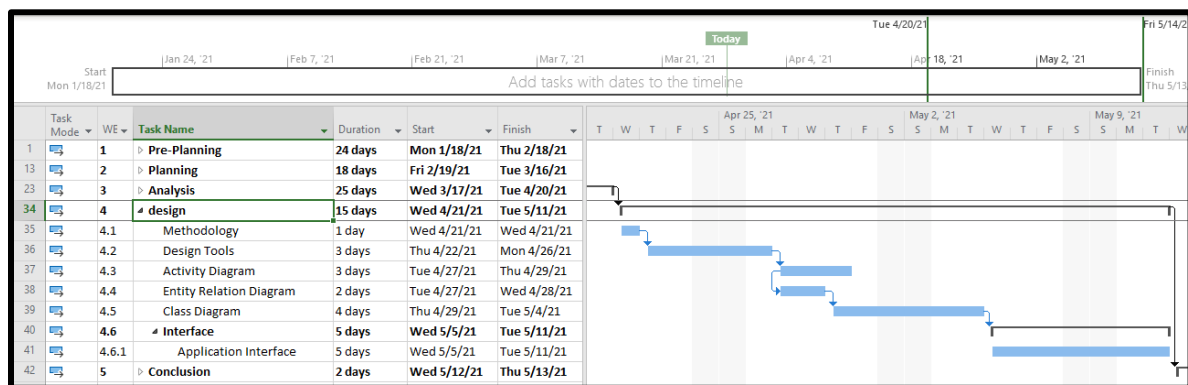 Tue 4/20/21 Fri 5/14/2
Today
Jan 24, '21 Feb 7, '21 Feb 21, '21 Mar 7, '21 Mar 21, '21 Apr 4, '21 Apr 18, '21 May 2, '21
Start
Mon 1/18/21
Add tasks with dates to the timeline
Finish
Thu 5/13
Task Mode WE Task Name Duration Start Finish
Apr 25, '21 May 2, '21 May 9, '21
T W T F S S M T W T F S S M T W T F S S M T W
1 1 Pre-Planning 24 days Mon 1/18/21 Thu 2/18/21
13 2 Planning 18 days Fri 2/19/21 Tue 3/16/21
23 3 Analysis 25 days Wed 3/17/21 Tue 4/20/21
34 4 design 15 days Wed 4/21/21 Tue 5/11/21
35 4.1 Methodology 1 day Wed 4/21/21 Wed 4/21/21
36 4.2 Design Tools 3 days Thu 4/22/21 Mon 4/26/21
37 4.3 Activity Diagram 3 days Tue 4/27/21 Thu 4/29/21
38 4.4 Entity Relation Diagram 2 days Tue 4/27/21 Wed 4/28/21
39 4.5 Class Diagram 4 days Thu 4/29/21 Tue 5/4/21
40 4.6 Interface 5 days Wed 5/5/21 Tue 5/11/21
41 4.6.1 Application Interface 5 days Wed 5/5/21 Tue 5/11/21
42 5 Conclusion 2 days Wed 5/12/21 Thu 5/13/21